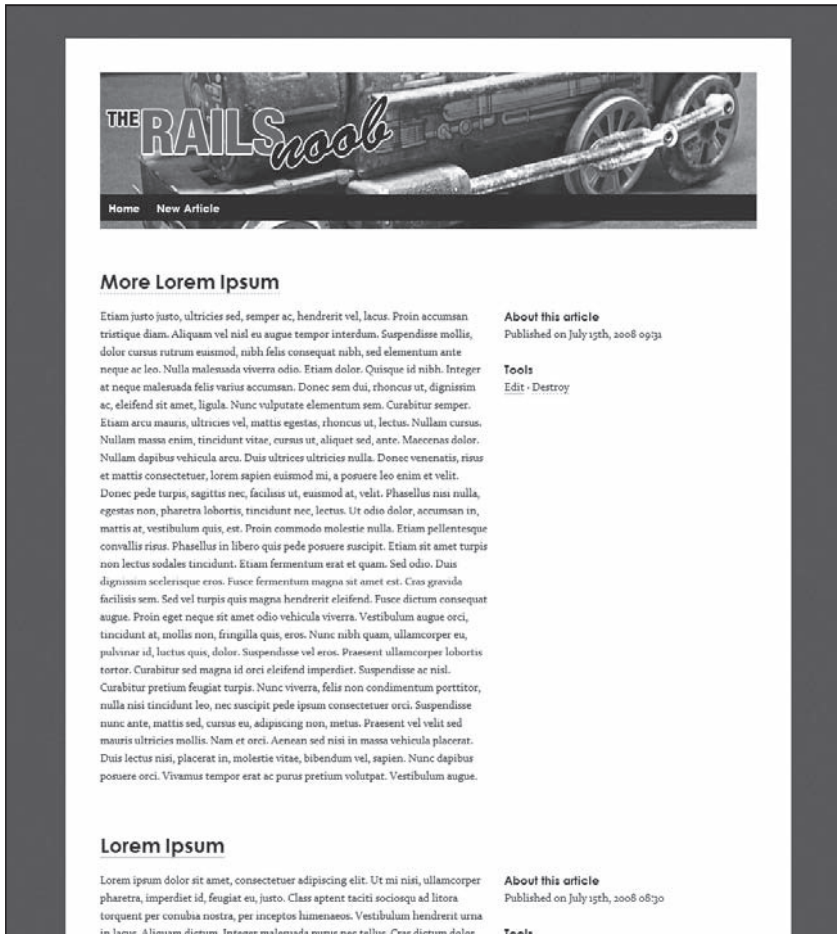 THE RAILS noob
Home New Article
More Lorem Ipsum
Etiam justo justo, ultricies sed, semper ac, hendrerit vel, lacus. Proin accumsan
tristique diam. Aliquam vel nisl eu augue tempor interdum. Suspendisse mollis,
dolor cursus rutrum euismod, nibh felis consequat nibh, sed elementum ante
neque ac leo. Nulla malesuada viverra odio. Etiam dolor. Quisque id nibh. Integer
at neque malesuada felis varius accumsan. Donec sem dui, rhoncus ut, dignissim
ac, eleifend sit amet, ligula. Nunc vulputate elementum sem. Curabitur semper.
Etiam arcu mauris, ultricies vel, mattis egestas, rhoncus ut, lectus. Nullam cursus.
Nullam massa enim, tincidunt vitae, cursus ut, aliquet sed, ante. Maecenas dolor.
Nullam dapibus vehicula arcu. Duis ultrices ultricies nulla. Donec venenatis, risus
et mattis consectetuer, lorem sapien euismod mi, a posuere leo enim et velit.
Donec pede turpis, sagittis nec, facilisis ut, euismod at, velit. Phasellus nisi nulla,
egestas non, pharetra lobortis, tincidunt nec, lectus. Ut odio dolor, accumsan in,
mattis at, vestibulum quis, est. Proin commodo molestie nulla. Etiam pellentesque
convallis risus. Phasellus in libero quis pede posuere suscipit. Etiam sit amet turpis
non lectus sodales tincidunt. Etiam fermentum erat et quam. Sed odio. Duis
dignissim scelerisque eros. Fusce fermentum magna sit amet est. Cras gravida
facilisis sem. Sed vel turpis quis magna hendrerit eleifend. Fusce dictum consequat
augue. Proin eget neque sit amet odio vehicula viverra. Vestibulum augue orci,
tincidunt at, mollis non, fringilla quis, eros. Nunc nibh quam, ullamcorper eu,
pulvinar id, luctus quis, dolor. Suspendisse vel eros. Praesent ullamcorper lobortis
tortor. Curabitur sed magna id orci eleifend imperdiet. Suspendisse ac nisl.
Curabitur pretium feugiat turpis. Nunc viverra, felis non condimentum porttitor,
nulla nisi tincidunt leo, nec suscipit pede ipsum consectetuer orci. Suspendisse
nunc ante, mattis sed, cursus eu, adipiscing non, metus. Praesent vel velit sed
mauris ultricies mollis. Nam et orci. Aenean sed nisi in massa vehicula placerat.
Duis lectus nisi, placerat in, molestie vitae, bibendum vel, sapien. Nunc dapibus
posuere orci. Vivamus tempor erat ac purus pretium volutpat. Vestibulum augue.
About this article
Published on July 15th, 2008 09:31
Tools
Edit · Destroy
Lorem Ipsum
Lorem ipsum dolor sit amet, consectetuer adipiscing elit. Ut mi nisi, ullamcorper
pharetra, imperdiet id, feugiat eu, justo. Class aptent taciti sociosqu ad litora
torquent per conubia nostra, per inceptos himenaeos. Vestibulum hendrerit urna
in lacus. Aliquam dictum. Integer malesuada purus nec tellus. Cras dictum dolor
About this article
Published on July 15th, 2008 08:30
Tools